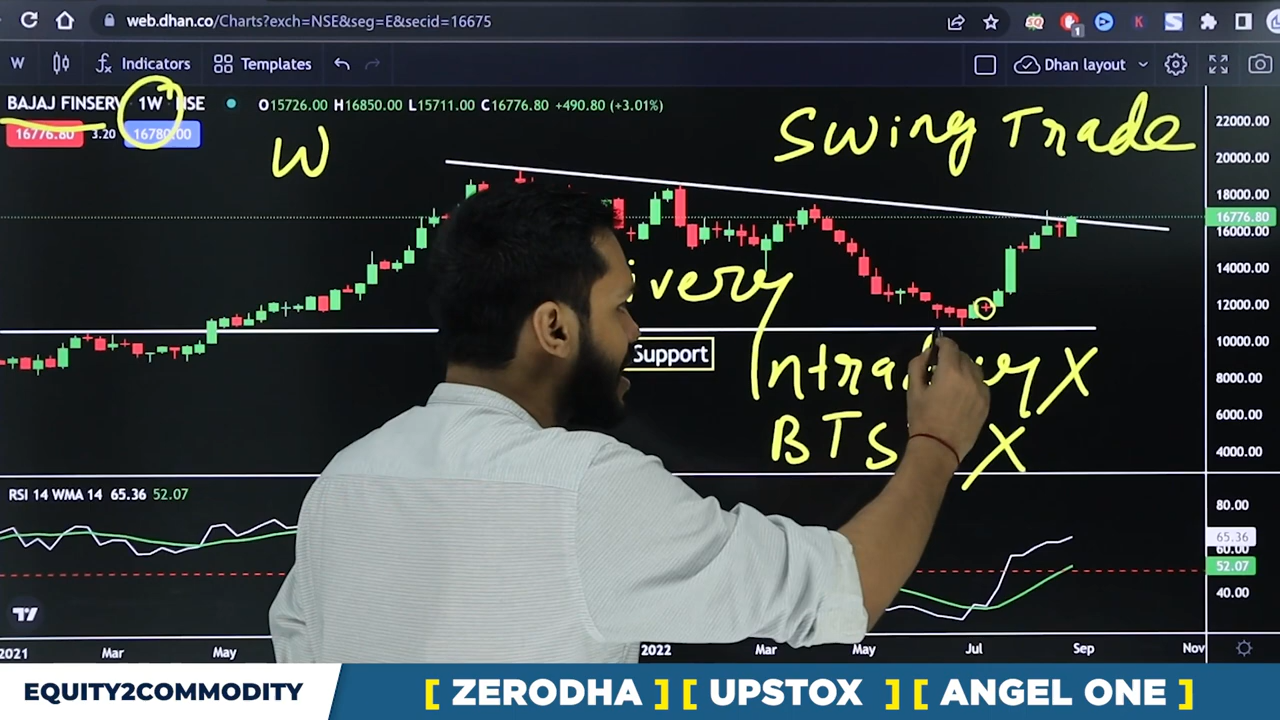 web.dhan.co/Charts?exch=NSE&seg=E&secid=16675
W Indicators Templates Dhan layout
BAJAJ FINSERV 1W NSE O15726.00 H16850.00 L15711.00 C16776.80 +490.80 (+3.01%)
16776.80 3.20 16780.00
W
Swing Trade
22000.00
20000.00
18000.00
16776.80
16000.00
14000.00
12000.00
10000.00
8000.00
6000.00
4000.00
Support
X
X
RSI 14 WMA 14 65.36 52.07
80.00
65.36
60.00
52.07
40.00
2021 Mar May 2022 Mar May Jul Sep Nov
EQUITY2COMMODITY [ ZERODHA ] [ UPSTOX ] [ ANGEL ONE ]